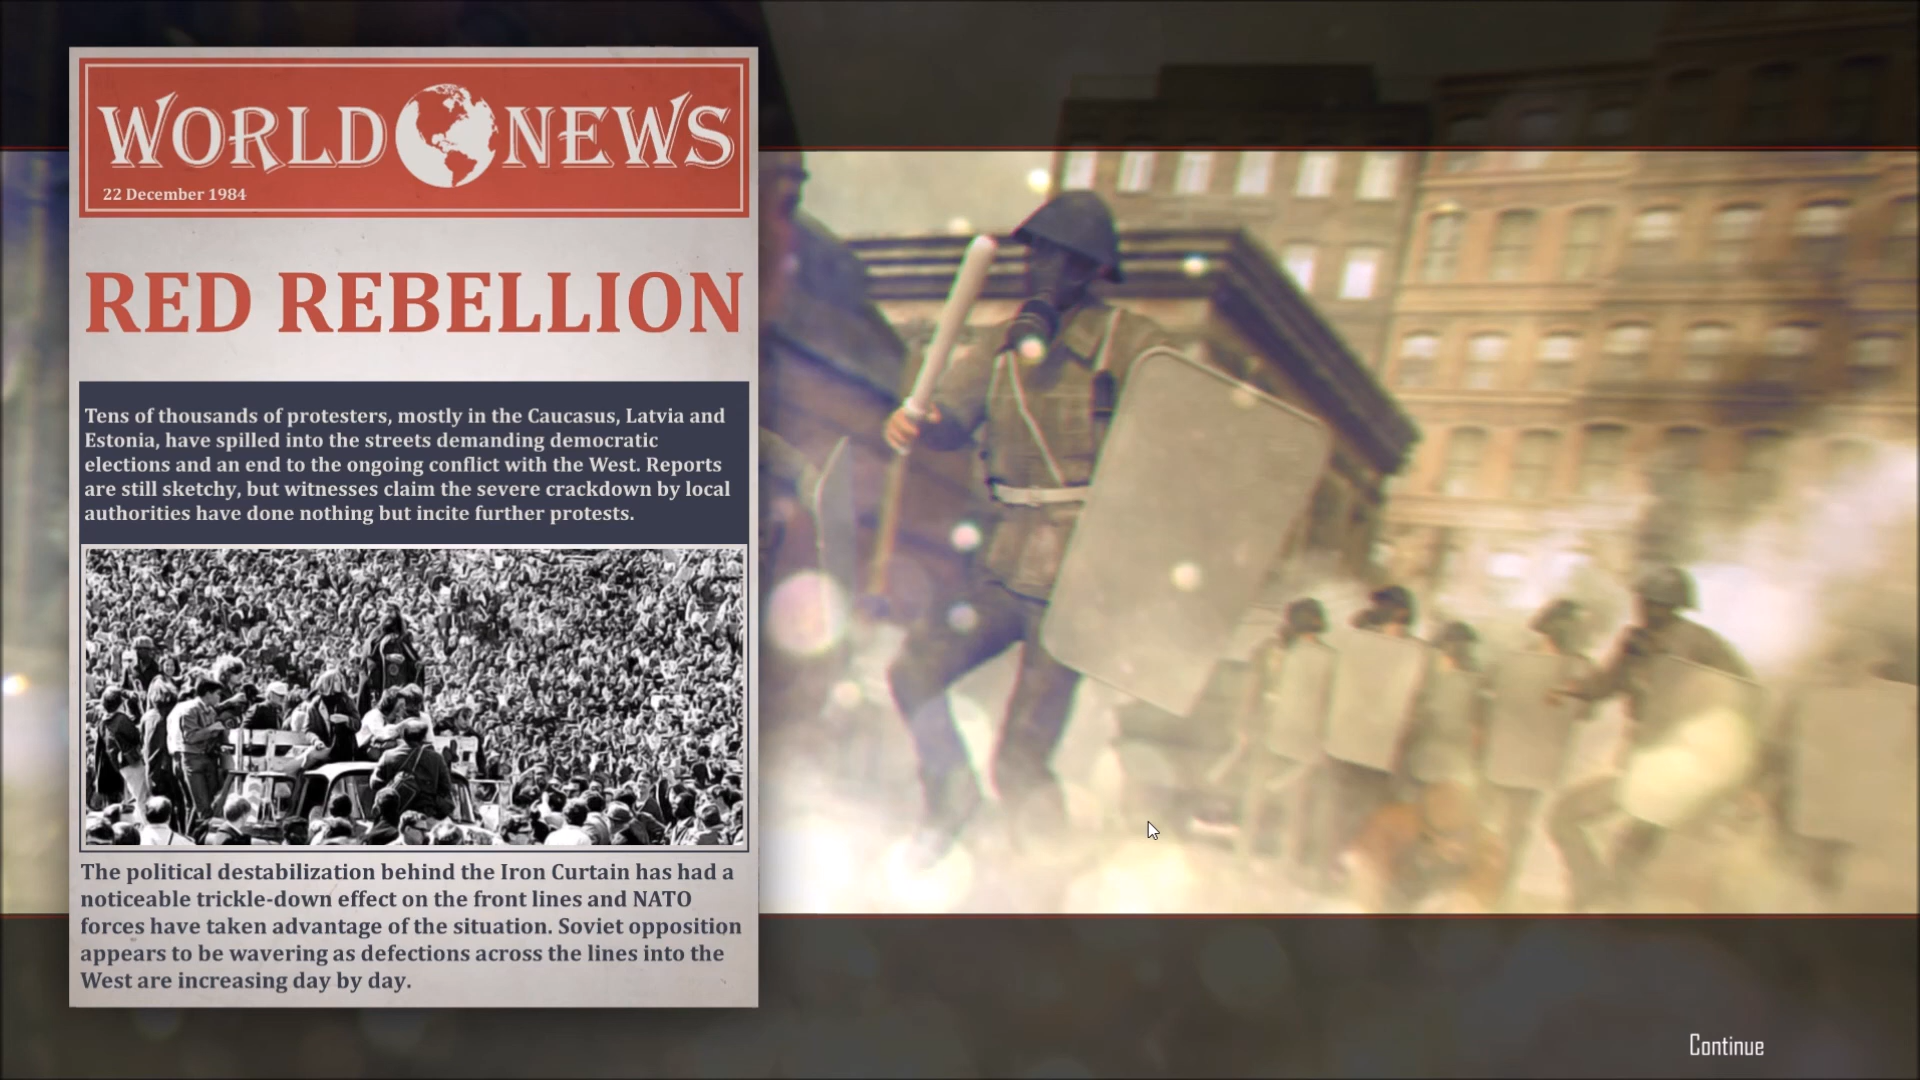 WORLD NEWS
22 December 1984
RED REBELLION
Tens of thousands of protesters, mostly in the Caucasus, Latvia and
Estonia, have spilled into the streets demanding democratic
elections and an end to the ongoing conflict with the West. Reports
are still sketchy, but witnesses claim the severe crackdown by local
authorities have done nothing but incite further protests.
The political destabilization behind the Iron Curtain has had a
noticeable trickle-down effect on the front lines and NATO
forces have taken advantage of the situation. Soviet opposition
appears to be wavering as defections across the lines into the
West are increasing day by day.
Continue